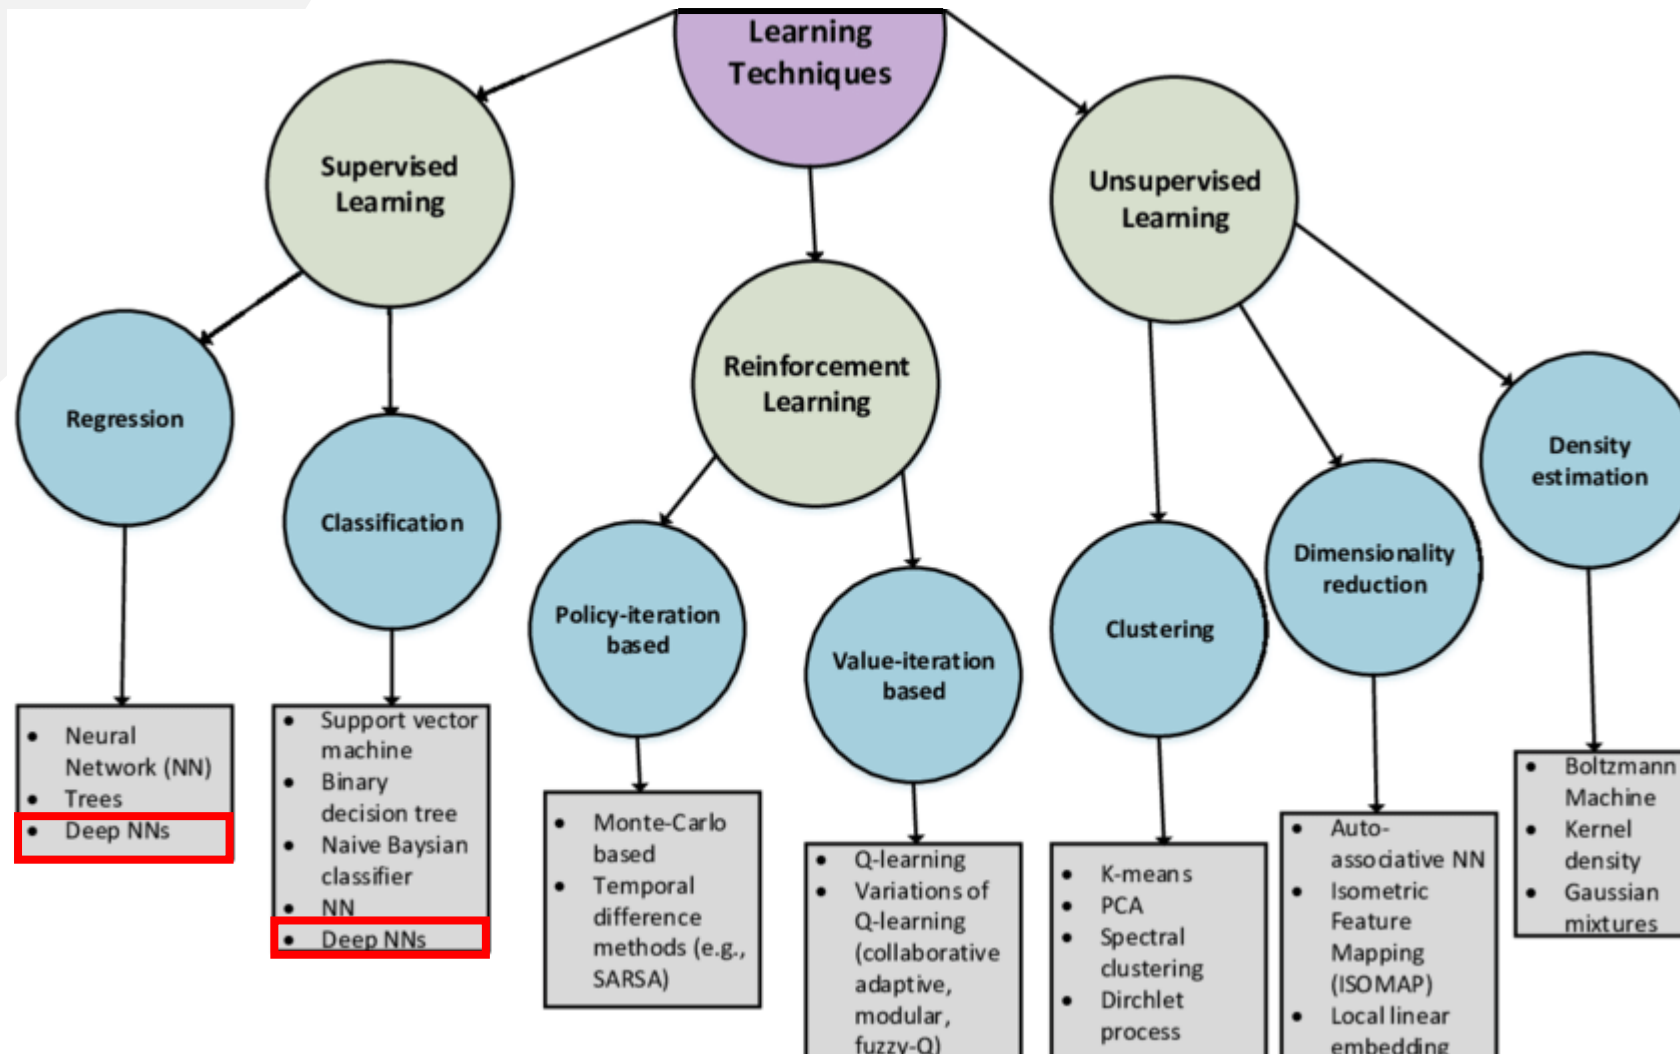 Learning
Techniques
Supervised
Learning
Unsupervised
Learning
Reinforcement
Learning
Regression
Classification
Policy-iteration
based
Value-iteration
based
Clustering
Dimensionality
reduction
Density
estimation
• Neural
Network (NN)
• Trees
• Deep NNs
• Support vector
machine
• Binary
decision tree
• Naive Baysian
classifier
• NN
• Deep NNs
• Monte-Carlo
based
• Temporal
difference
methods (e.g.,
SARSA)
• Q-learning
• Variations of
Q-learning
(collaborative
adaptive,
modular,
fuzzy-Q)
• K-means
• PCA
• Spectral
clustering
• Dirchlet
process
• Auto-
associative NN
• Isometric
Feature
Mapping
(ISOMAP)
• Local linear
embedding
• Boltzmann
Machine
• Kernel
density
• Gaussian
mixtures